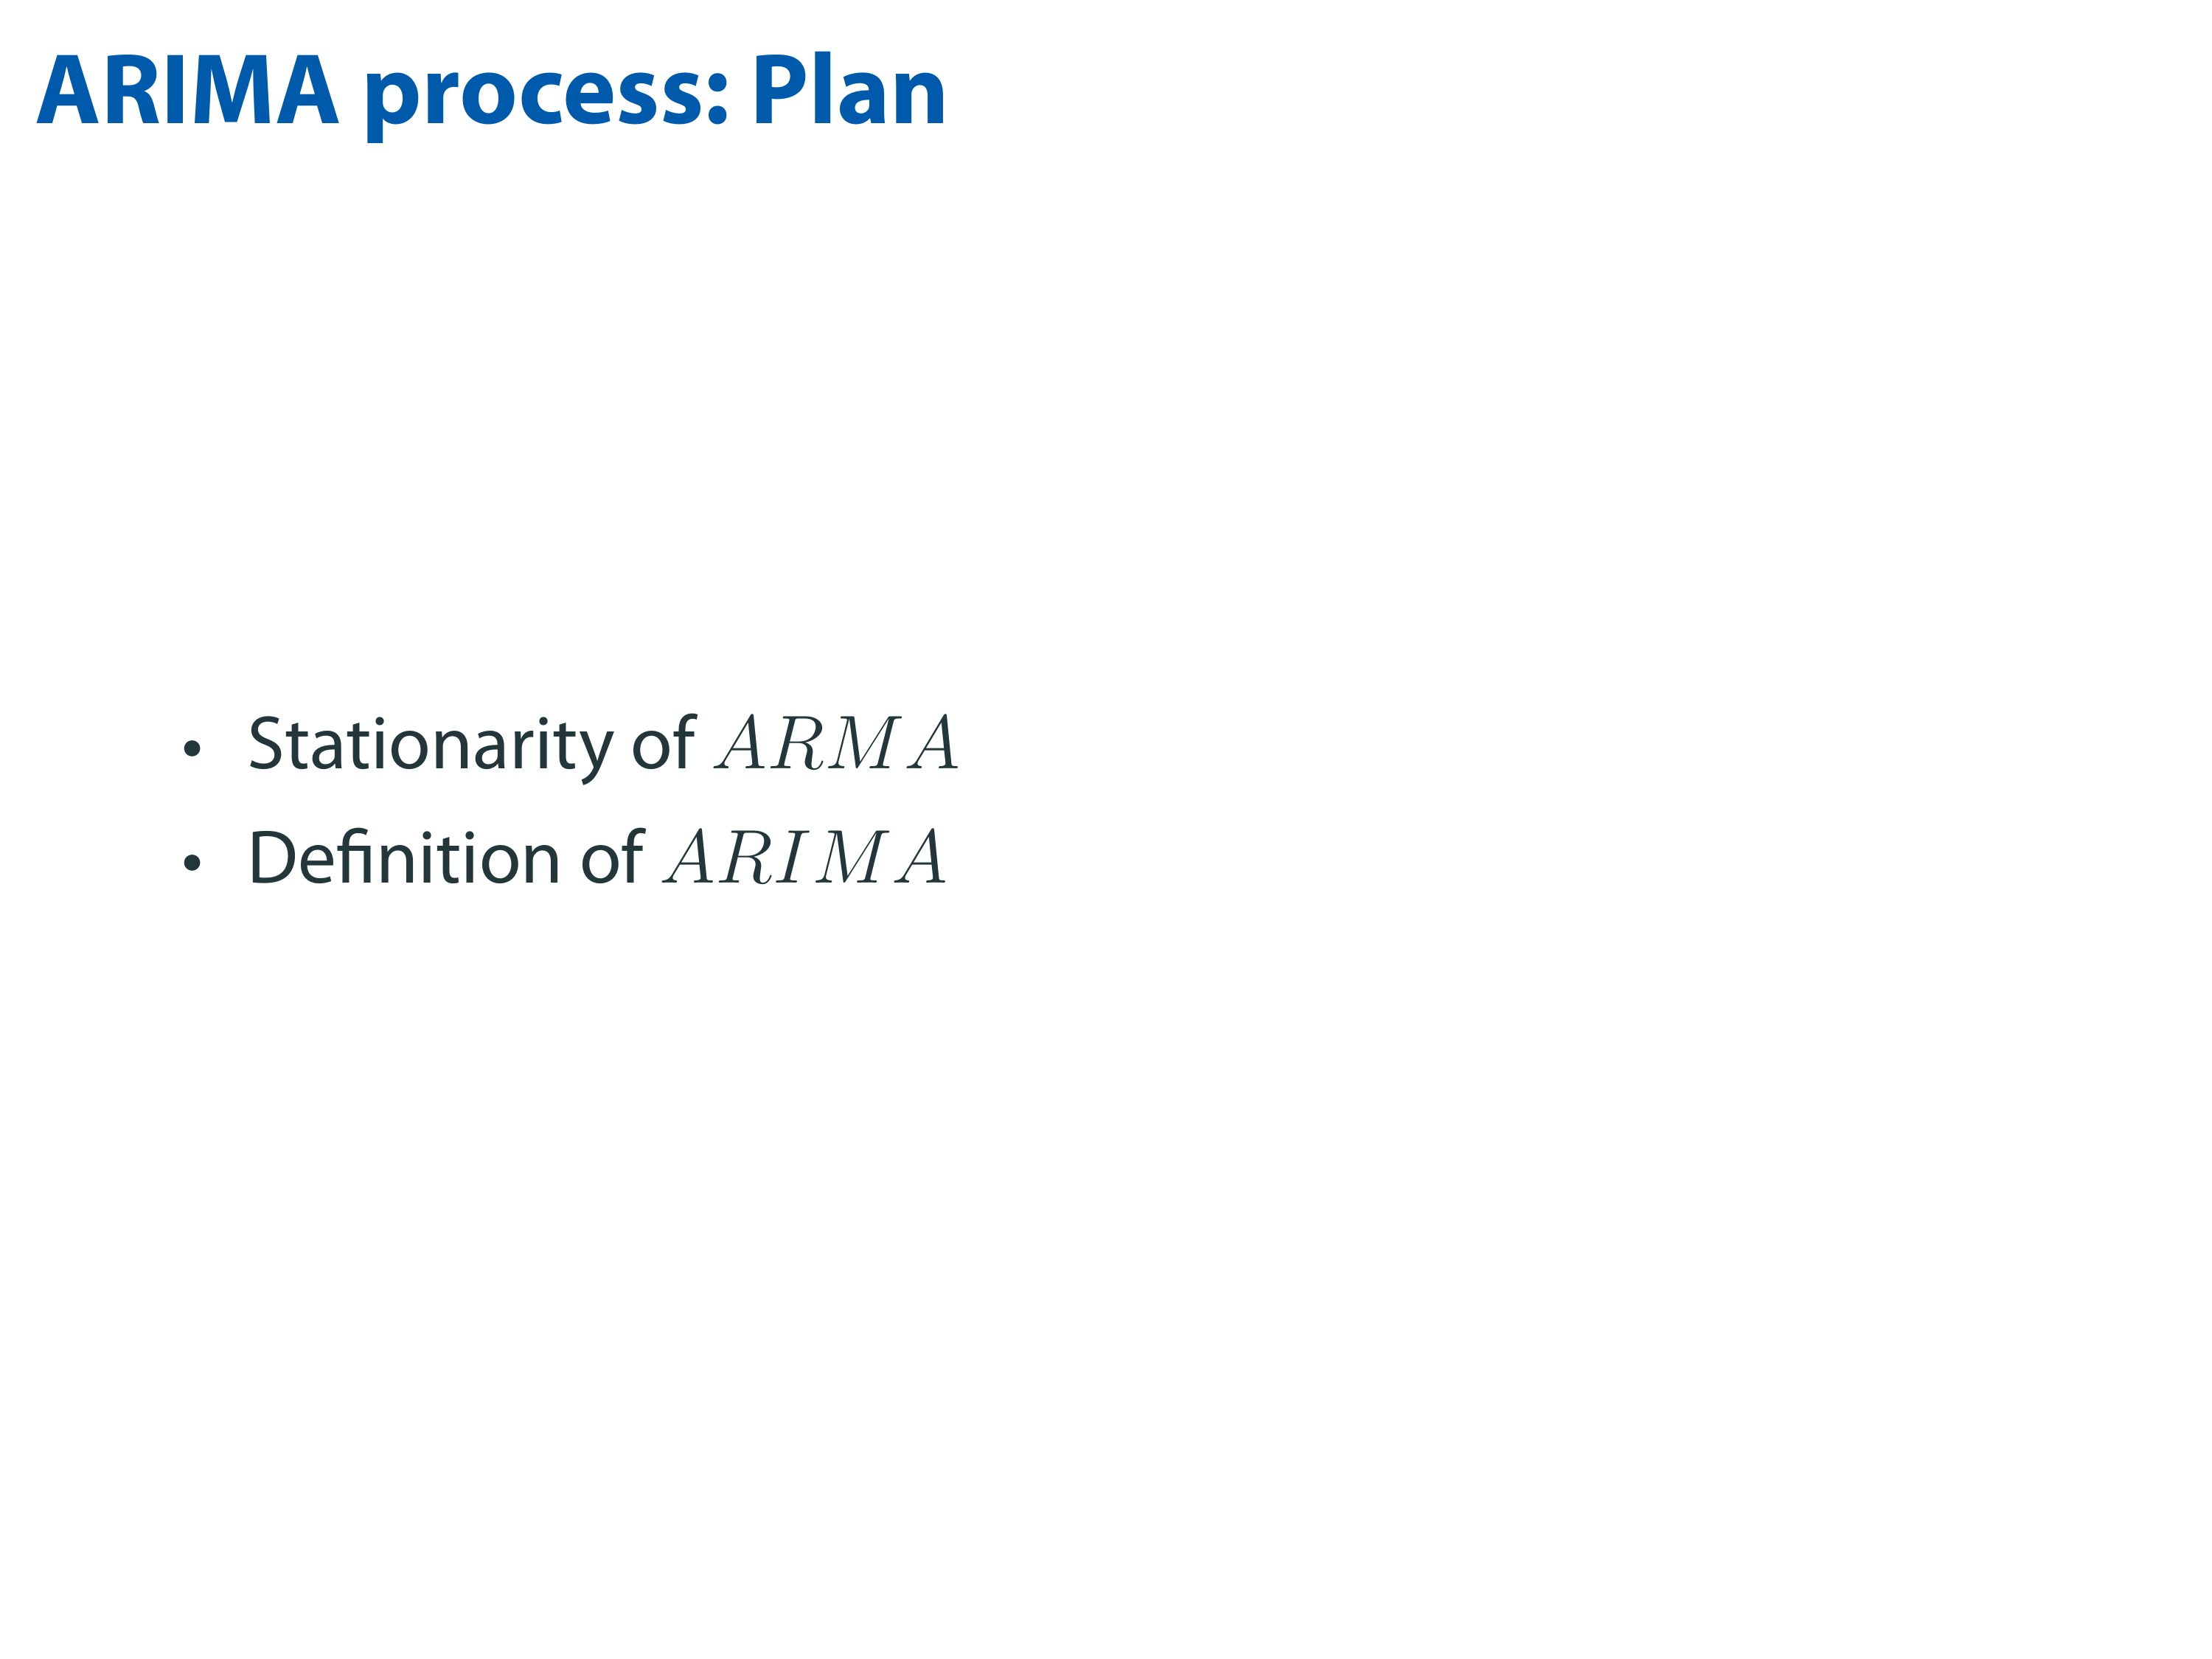 ARIMA process: Plan
• Stationarity of ARMA
• Definition of ARIMA